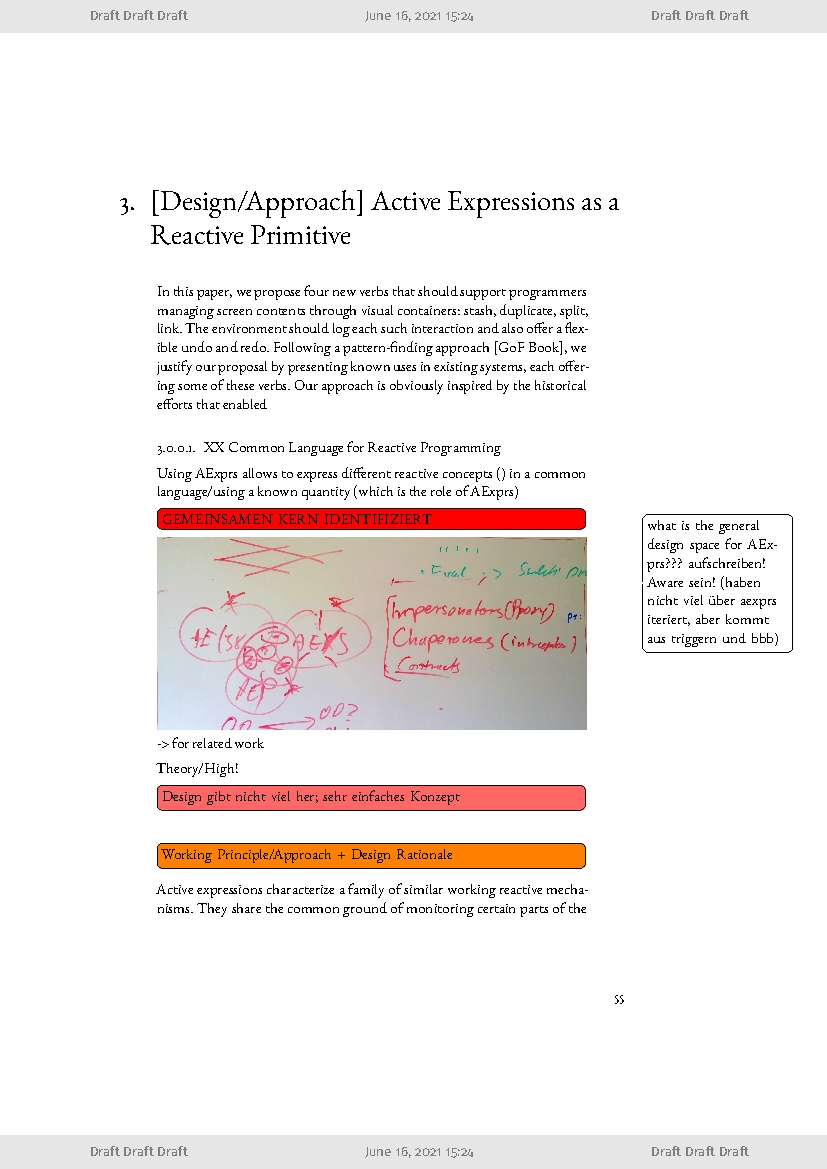 Draft Draft Draft June 16, 2021 15:24 Draft Draft Draft
3. [Design/Approach] Active Expressions as a
Reactive Primitive
In this paper, we propose four new verbs that should support programmers
managing screen contents through visual containers: stash, duplicate, split,
link. The environment should log each such interaction and also offer a flex-
ible undo and redo. Following a pattern-finding approach [GoF Book], we
justify our proposal by presenting known uses in existing systems, each offer-
ing some of these verbs. Our approach is obviously inspired by the historical
efforts that enabled
3.0.0.1. XX Common Language for Reactive Programming
Using AExprs allows to express different reactive concepts () in a common
language/using a known quantity (which is the role of AExprs)
GEMEINSAMEN KERN IDENTIFIZIERT
what is the general
design space for AEx-
prs??? aufschreiben!
Aware sein! (haben
nicht viel über aexprs
iteriert, aber kommt
aus triggern und bbb)
Eval ->
Impersonators (Proxy)
Chaperones (intercepts)
Contracts
AEXS
OO
OO?
-> for related work
Theory/High!
Design gibt nicht viel her; sehr einfaches Konzept
Working Principle/Approach + Design Rationale
Active expressions characterize a family of similar working reactive mecha-
nisms. They share the common ground of monitoring certain parts of the
55
Draft Draft Draft June 16, 2021 15:24 Draft Draft Draft